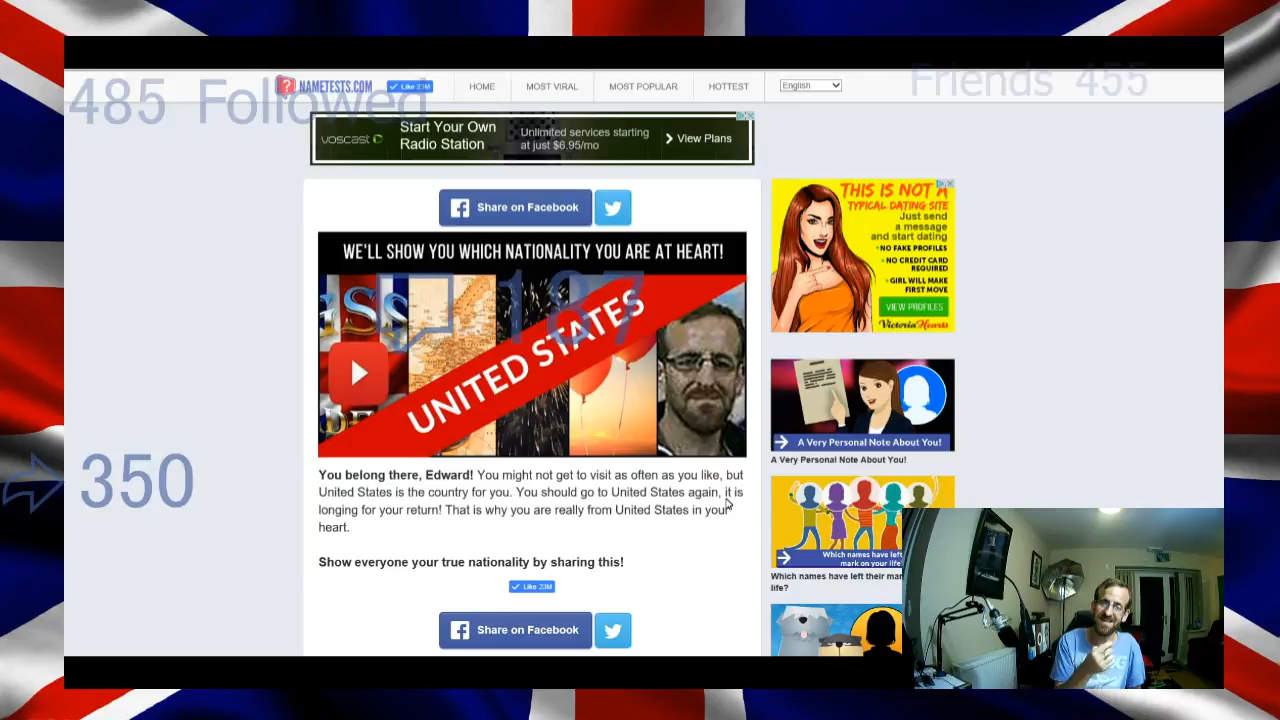 485 Followed
Friends 455
NAMETESTS.COM
Like 23M
HOME
MOST VIRAL
MOST POPULAR
HOTTEST
English
voscast
Start Your Own
Radio Station
Unlimited services starting
at just $6.95/mo
View Plans
Share on Facebook
WE'LL SHOW YOU WHICH NATIONALITY YOU ARE AT HEART!
187
UNITED STATES
You belong there, Edward! You might not get to visit as often as you like, but
United States is the country for you. You should go to United States again, it is
longing for your return! That is why you are really from United States in your
heart.
Show everyone your true nationality by sharing this!
Like 23M
Share on Facebook
350
THIS IS NOT A
TYPICAL DATING SITE
Just send
a message
and start dating
NO FAKE PROFILES
NO CREDIT CARD
REQUIRED
GIRL WILL MAKE
FIRST MOVE
VIEW PROFILES
VictoriaHearts
A Very Personal Note About You!
A Very Personal Note About You!
Which names have left
mark on your life
Which names have left their mar
life?